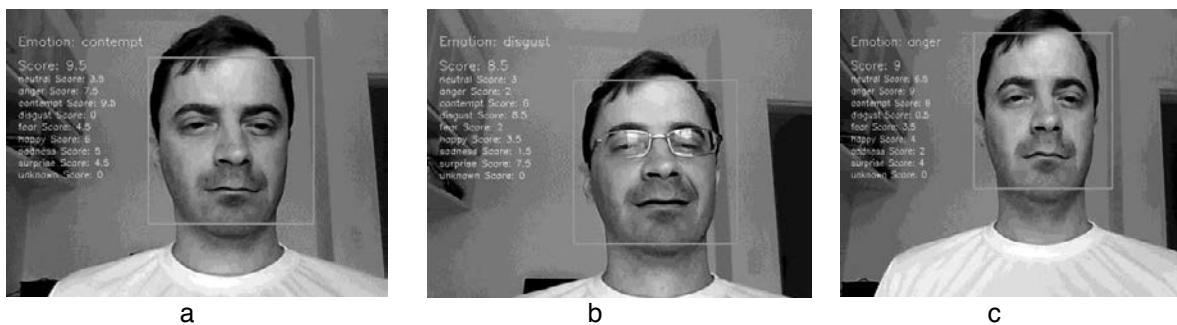 Emotion: contempt
Score: 9.5
neutral Score: 3.5
anger Score: 7.5
contempt Score: 9.5
disgust Score: 0
fear Score: 4.5
happy Score: 6
sadness Score: 5
surprise Score: 4.5
unknown Score: 0
a
Emotion: disgust
Score: 8.5
neutral Score: 3
anger Score: 2
contempt Score: 6
disgust Score: 8.5
fear Score: 2
happy Score: 3.5
sadness Score: 1.5
surprise Score: 7.5
unknown Score: 0
b
Emotion: anger
Score: 9
neutral Score: 6.5
anger Score: 9
contempt Score:
disgust Score: 0.5
fear Score: 3.5
happy Score: 4
sadness Score: 2
surprise Score: 4
unknown Score: 0
c